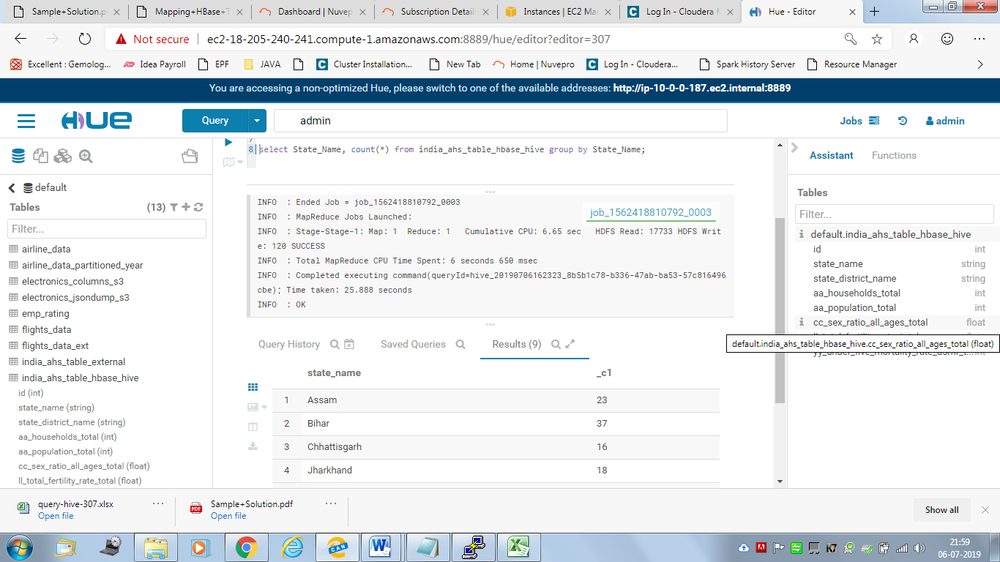 Sample+Solution.p
Mapping+HBase+T
Dashboard | Nuvep
Subscription Detail
Instances | EC2 Ma
Log In - Cloudera M
Hue - Editor
Not secure
ec2-18-205-240-241.compute-1.amazonaws.com:8889/hue/editor?editor=307
Excellent : Gemolog...
Idea Payroll
EPF
JAVA
Cluster Installation...
New Tab
Home | Nuvepro
Log In - Cloudera...
Spark History Server
Resource Manager
You are accessing a non-optimized Hue, please switch to one of the available addresses: http://ip-10-0-0-187.ec2.internal:8889
HUE
Query
admin
Jobs
admin
default
Tables
(13)
Filter...
airline_data
airline_data_partitioned_year
electronics_columns_s3
electronics_jsondump_s3
emp_rating
flights_data
flights_data_ext
india_ahs_table_external
india_ahs_table_hbase_hive
id (int)
state_name (string)
state_district_name (string)
aa_households_total (int)
aa_population_total (int)
cc_sex_ratio_all_ages_total (float)
ll_total_fertility_rate_total (float)
7
8 select State_Name, count(*) from india_ahs_table_hbase_hive group by State_Name;
INFO : Ended Job = job_1562418810792_0003
INFO : MapReduce Jobs Launched:
INFO : Stage-Stage-1: Map: 1 Reduce: 1 Cumulative CPU: 6.65 sec HDFS Read: 17733 HDFS Writ
e: 120 SUCCESS
INFO : Total MapReduce CPU Time Spent: 6 seconds 650 msec
INFO : Completed executing command(queryId=hive_20190706162323_8b5b1c78-b336-47ab-ba53-57c816496
cbe); Time taken: 25.888 seconds
INFO : OK
job_1562418810792_0003
Query History
Saved Queries
Results (9)
state_name _c1
1 Assam 23
2 Bihar 37
3 Chhattisgarh 16
4 Jharkhand 18
Assistant
Functions
Tables
Filter...
default.india_ahs_table_hbase_hive
id int
state_name string
state_district_name string
aa_households_total int
aa_population_total int
cc_sex_ratio_all_ages_total float
default.india_ahs_table_hbase_hive.cc_sex_ratio_all_ages_total (float)
query-hive-307.xlsx
Open file
Sample+Solution.pdf
Open file
Show all
21:59
06-07-2019